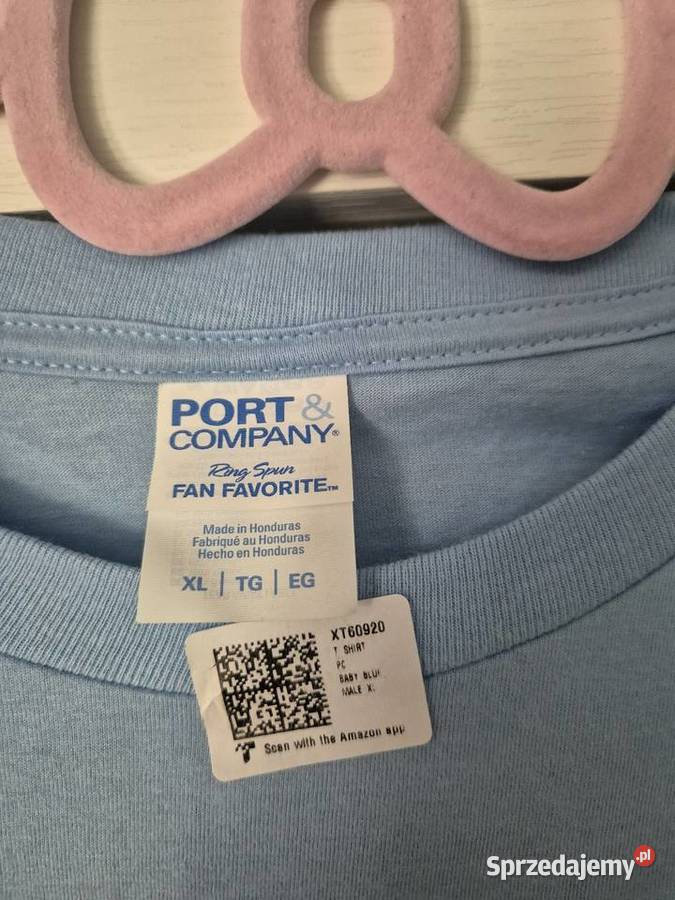 PORT &
COMPANY®
Ring Spun
FAN FAVORITE™
Made in Honduras
Fabriqué au Honduras
Hecho en Honduras
XL | TG | EG
XT60920
T SHIRT
PC
BABY BLUE
MALE XL
Scan with the Amazon app
Sprzedajemy.pl